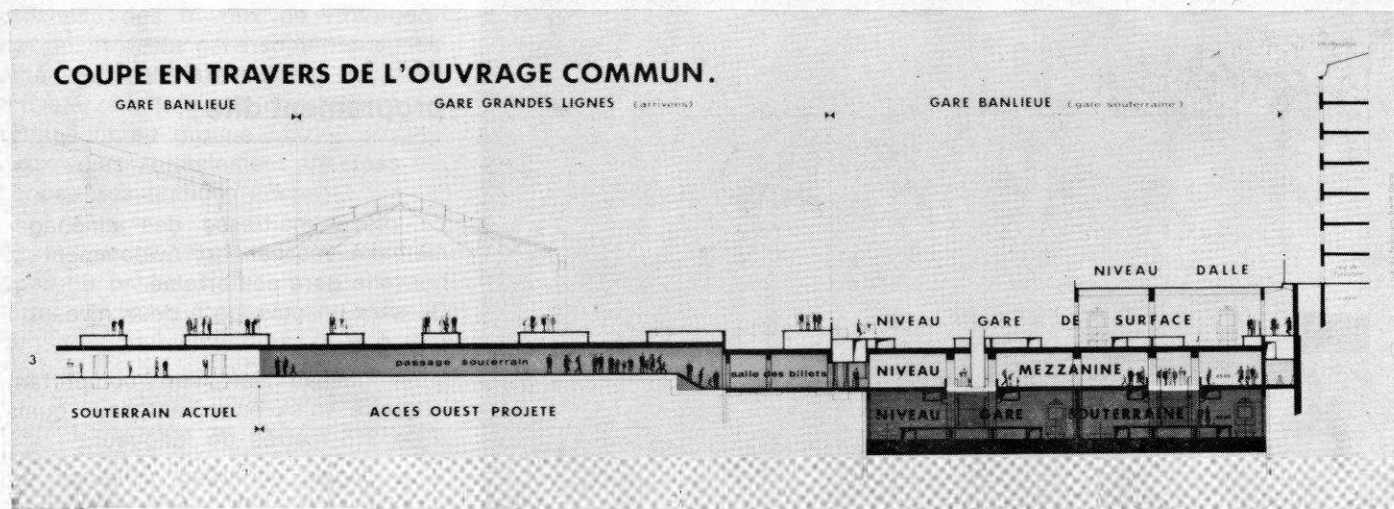 COUPE EN TRAVERS DE L'OUVRAGE COMMUN.
GARE BANLIEUE GARE GRANDES LIGNES (arrivées) GARE BANLIEUE (gare souterraine)
NIVEAU DALLE
NIVEAU GARE DE SURFACE
3 passage souterrain salle des billets NIVEAU MEZZANINE
SOUTERRAIN ACTUEL ACCES OUEST PROJETE NIVEAU GARE SOUTERRAINE